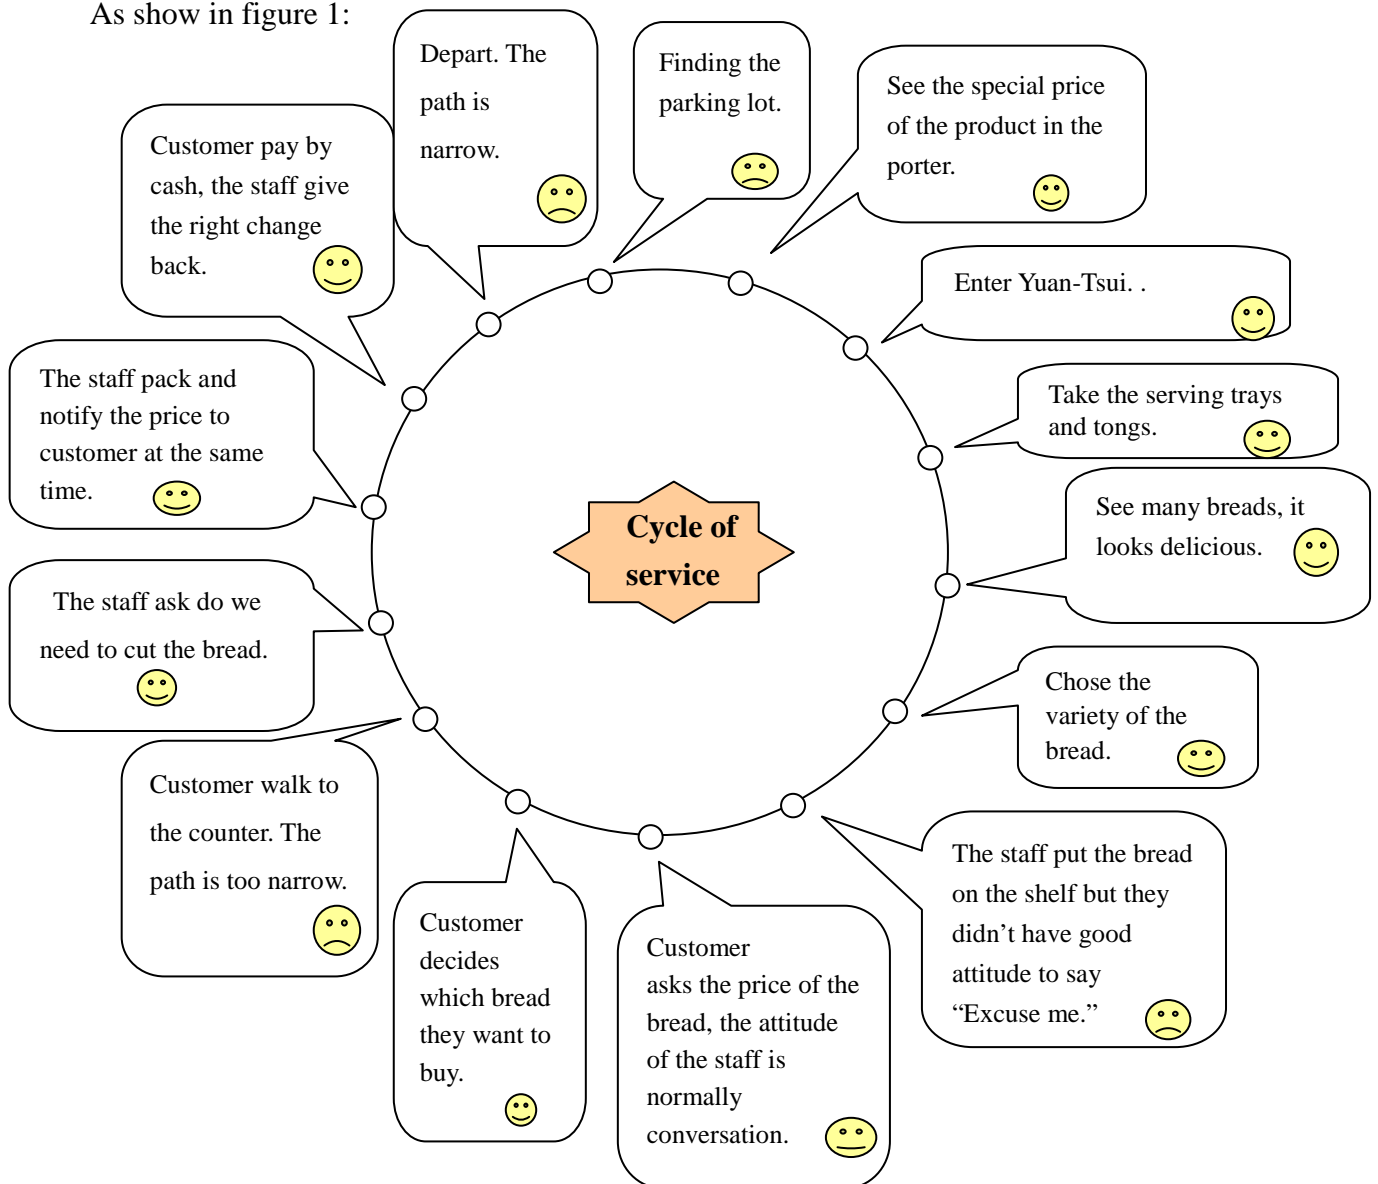 As show in figure 1:
Depart. The
path is
narrow.
Finding the
parking lot.
See the special price
of the product in the
porter.
Customer pay by
cash, the staff give
the right change
back.
Enter Yuan-Tsui. .
The staff pack and
notify the price to
customer at the same
time.
Take the serving trays
and tongs.
Cycle of
service
See many breads, it
looks delicious.
The staff ask do we
need to cut the bread.
Chose the
variety of the
bread.
Customer walk to
the counter. The
path is too narrow.
The staff put the bread
on the shelf but they
didn’t have good
attitude to say
“Excuse me.”
Customer
decides
which bread
they want to
buy.
Customer
asks the price of the
bread, the attitude
of the staff is
normally
conversation.